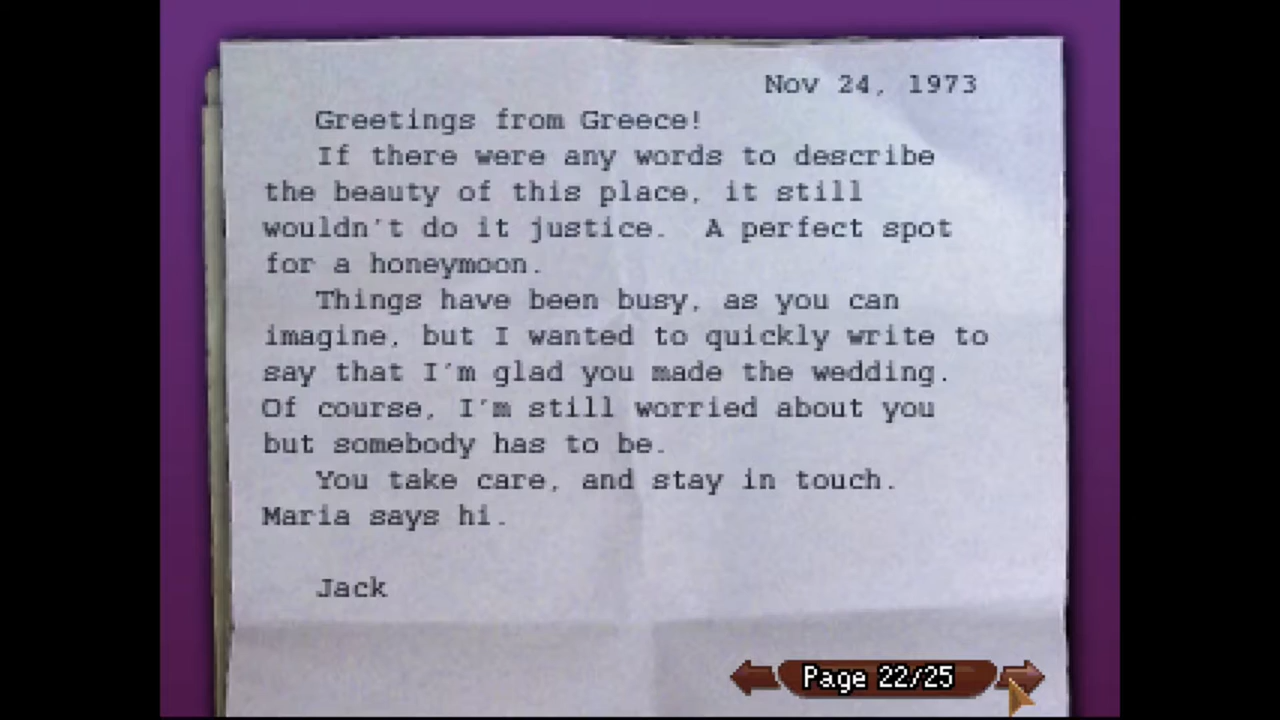 Nov 24, 1973
Greetings from Greece!
If there were any words to describe
the beauty of this place, it still
wouldn't do it justice.  A perfect spot
for a honeymoon.
Things have been busy, as you can
imagine, but I wanted to quickly write to
say that I'm glad you made the wedding.
Of course, I'm still worried about you
but somebody has to be.
You take care, and stay in touch.
Maria says hi.
Jack
Page 22/25